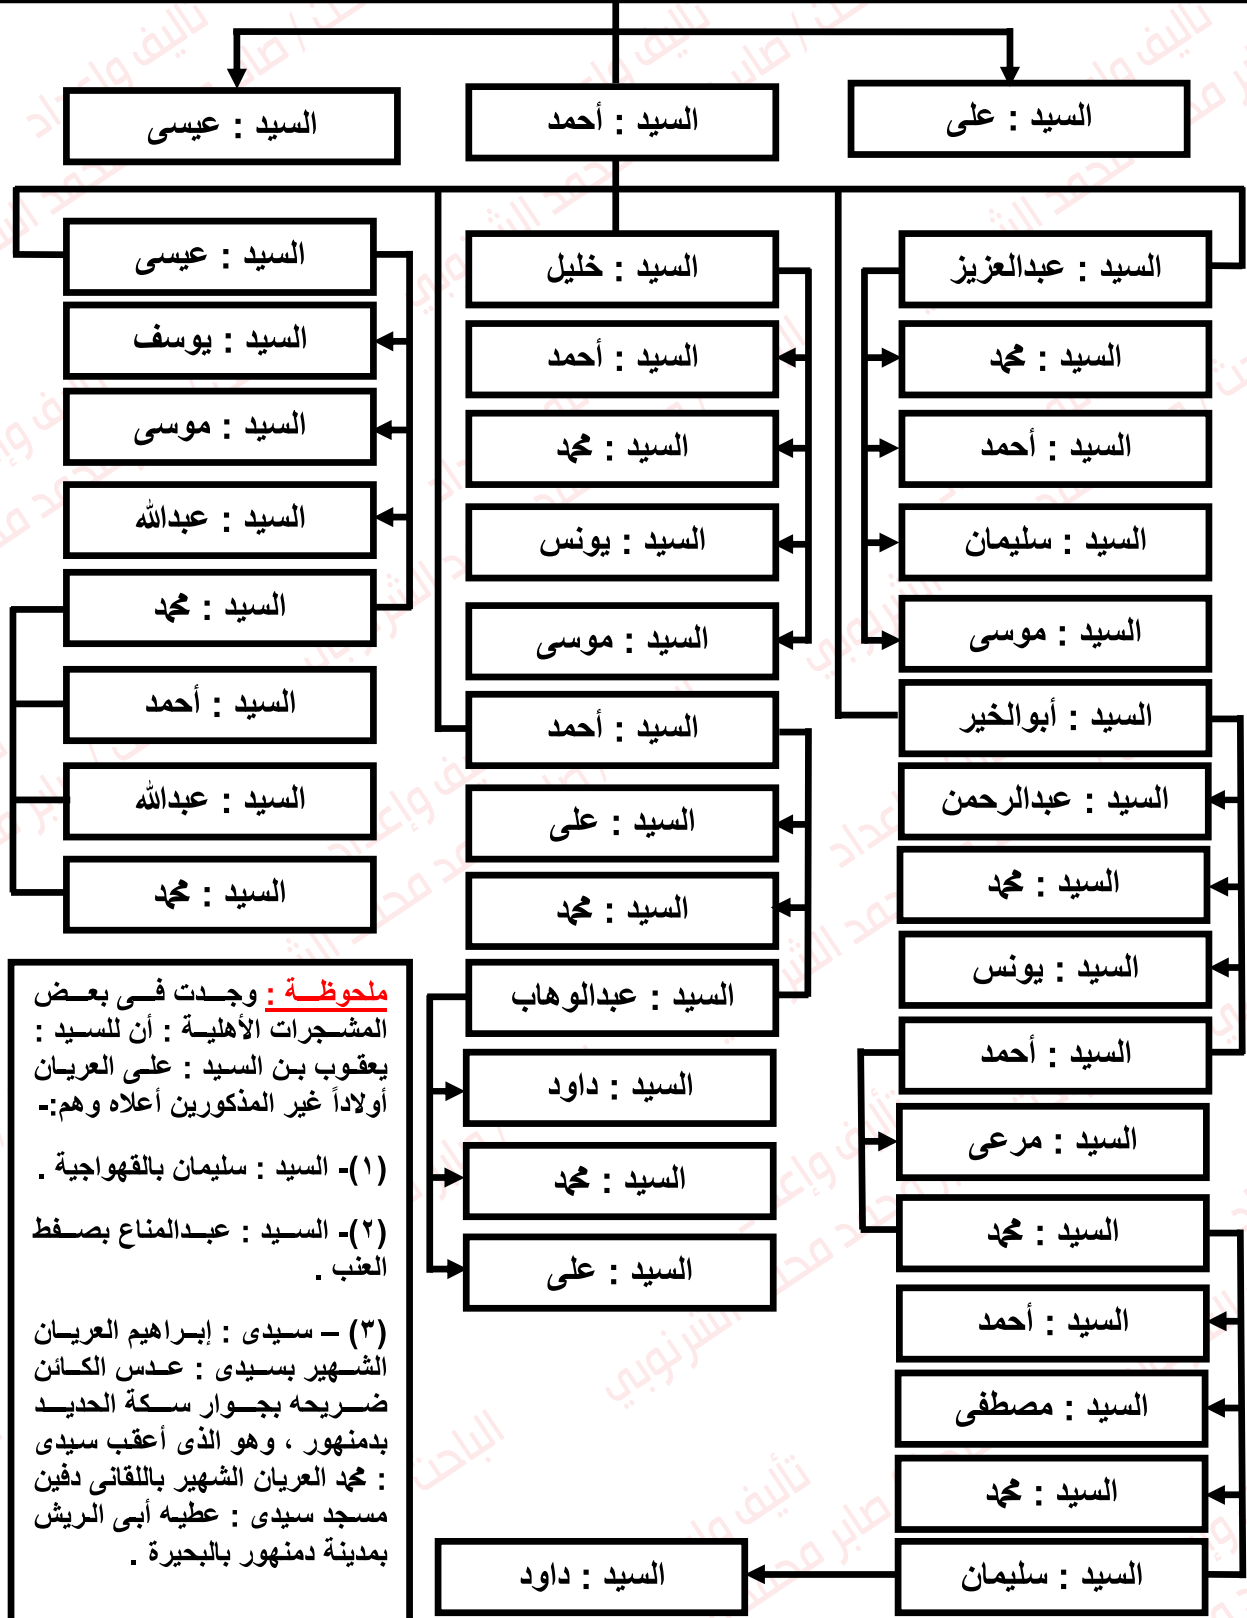 السيد : على
السيد : أحمد
السيد : عيسى
السيد : عبدالعزيز
السيد : محمد
السيد : أحمد
السيد : سليمان
السيد : موسى
السيد : أبوالخير
السيد : عبدالرحمن
السيد : محمد
السيد : يونس
السيد : أحمد
السيد : مرعى
السيد : محمد
السيد : أحمد
السيد : مصطفى
السيد : محمد
السيد : سليمان
السيد : داود
السيد : خليل
السيد : أحمد
السيد : محمد
السيد : يونس
السيد : موسى
السيد : أحمد
السيد : على
السيد : محمد
السيد : عبدالوهاب
السيد : داود
السيد : محمد
السيد : على
السيد : عيسى
السيد : يوسف
السيد : موسى
السيد : عبدالله
السيد : محمد
السيد : أحمد
السيد : عبدالله
السيد : محمد
ملحوظة : وجدت فى بعض
المشجرات الأهلية : أن للسيد :
يعقوب بن السيد : على العريان
أولاداً غير المذكورين أعلاه وهم:-
(١)- السيد : سليمان بالقهواجية .
(٢)- السيد : عبدالمناع بصفط
العنب .
(٣) – سيدى : إبراهيم العريان
الشهير بسيدى : عدس الكائن
ضريحه بجوار سكة الحديد
بدمنهور ، وهو الذى أعقب سيدى
: محمد العريان الشهير باللقانى دفين
مسجد سيدى : عطيه أبى الريش
بمدينة دمنهور بالبحيرة .